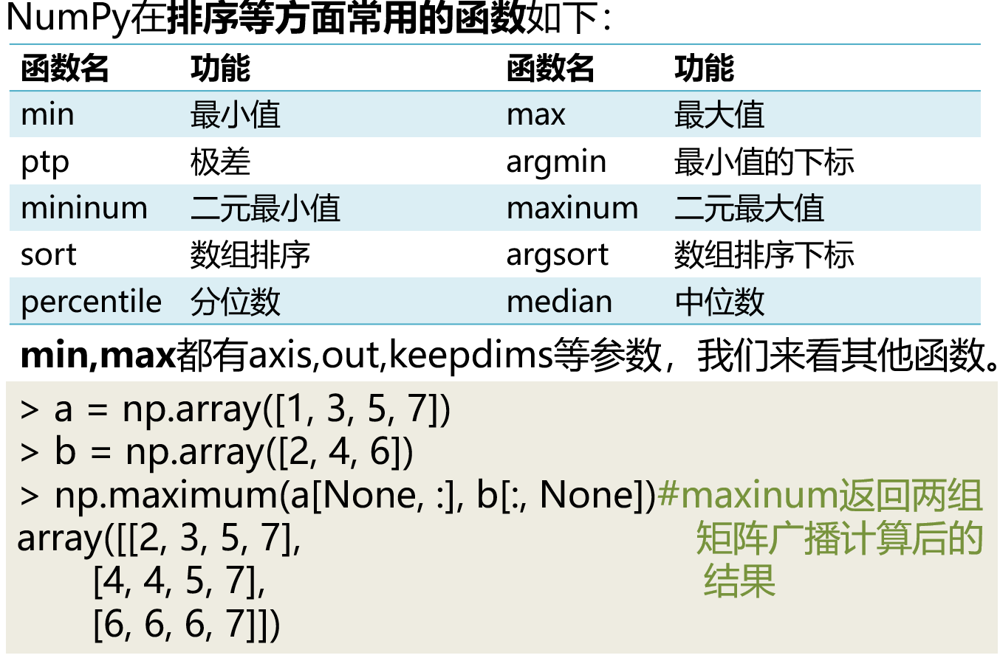 NumPy在排序等方面常用的函数如下：
函数名 功能 函数名 功能
min 最小值 max 最大值
ptp 极差 argmin 最小值的下标
mininum 二元最小值 maxinum 二元最大值
sort 数组排序 argsort 数组排序下标
percentile 分位数 median 中位数
min,max都有axis,out,keepdims等参数，我们来看其他函数。
> a = np.array([1, 3, 5, 7])
> b = np.array([2, 4, 6])
> np.maximum(a[None, :], b[:, None])#maxinum返回两组
array([[2, 3, 5, 7], 矩阵广播计算后的
[4, 4, 5, 7], 结果
[6, 6, 6, 7]])